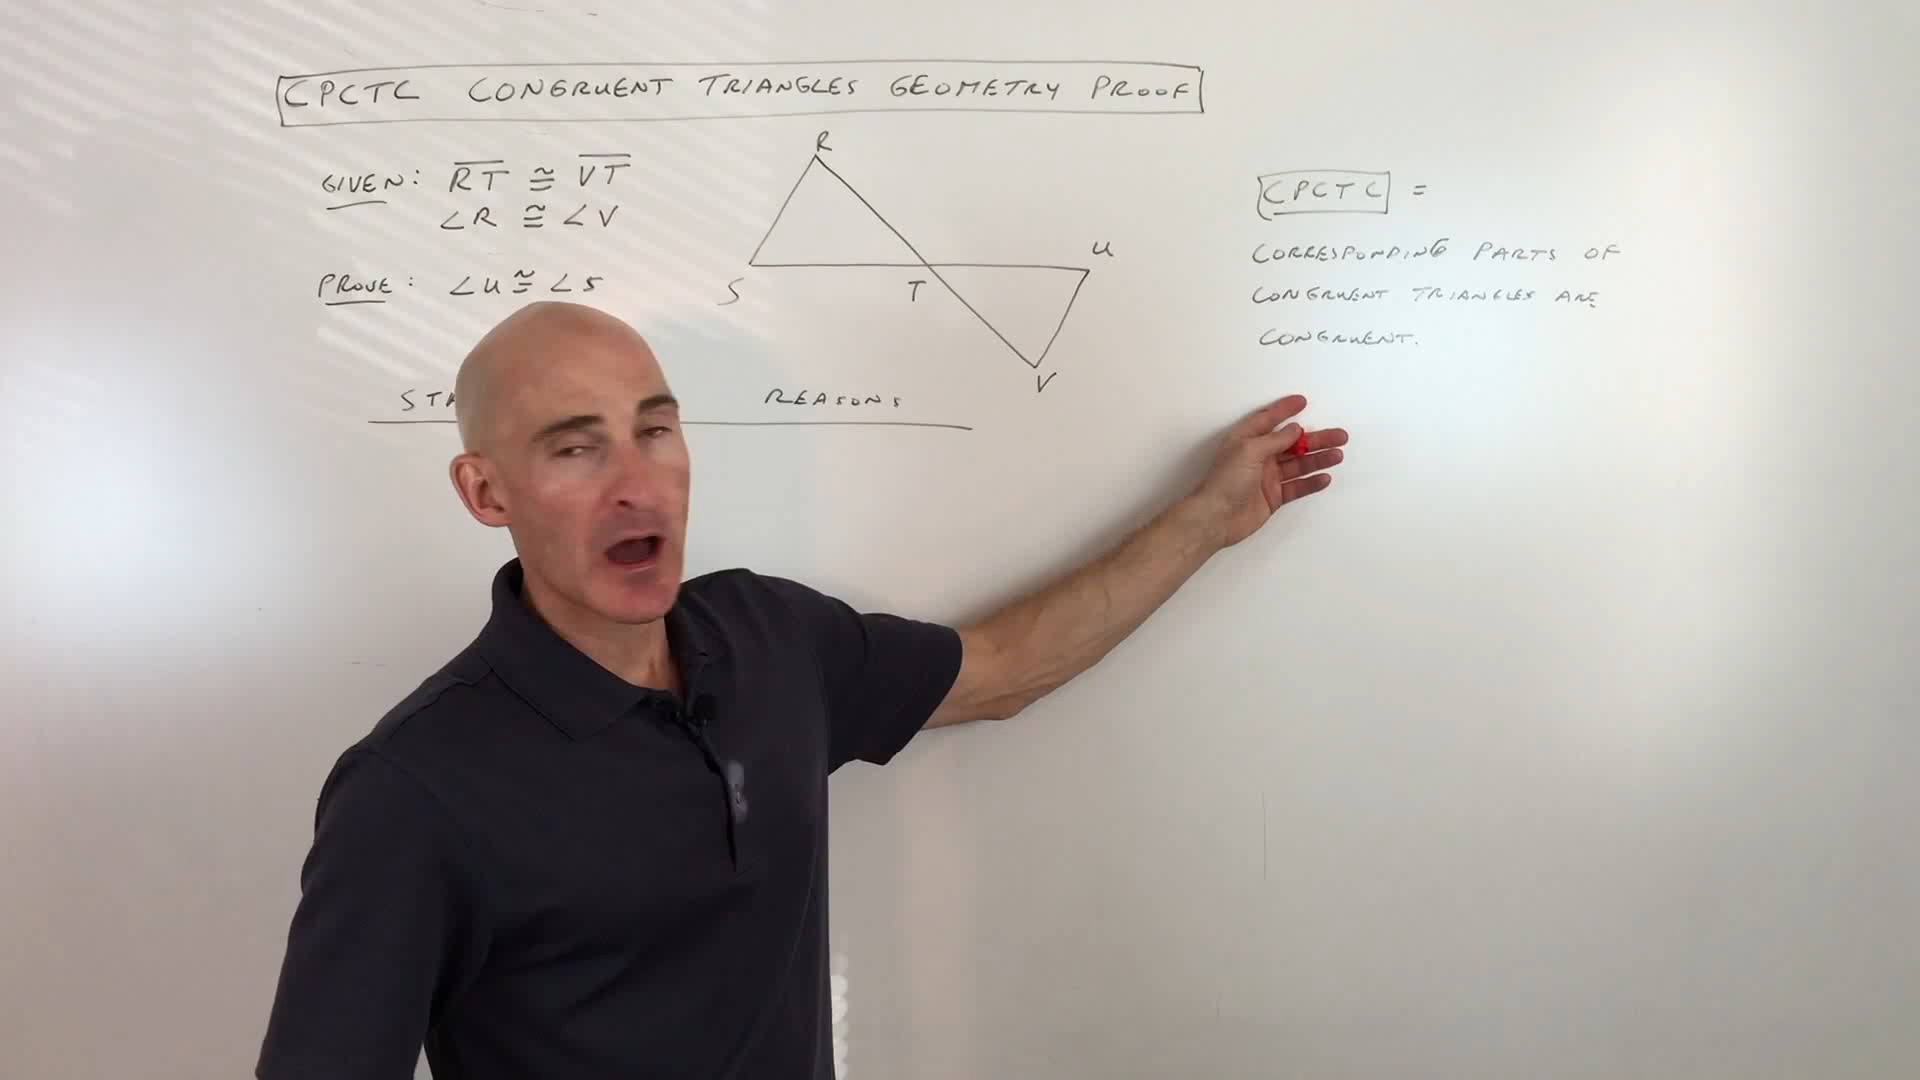 CPCTC CONGRUENT TRIANGLES GEOMETRY PROOF
GIVEN: RT ≅ VT
∠R ≅ ∠V
PROVE: ∠U ≅ ∠S
R
S
T
U
V
REASONS
CPCTC =
CORRESPONDING PARTS OF
CONGRUENT TRIANGLES ARE
CONGRUENT.